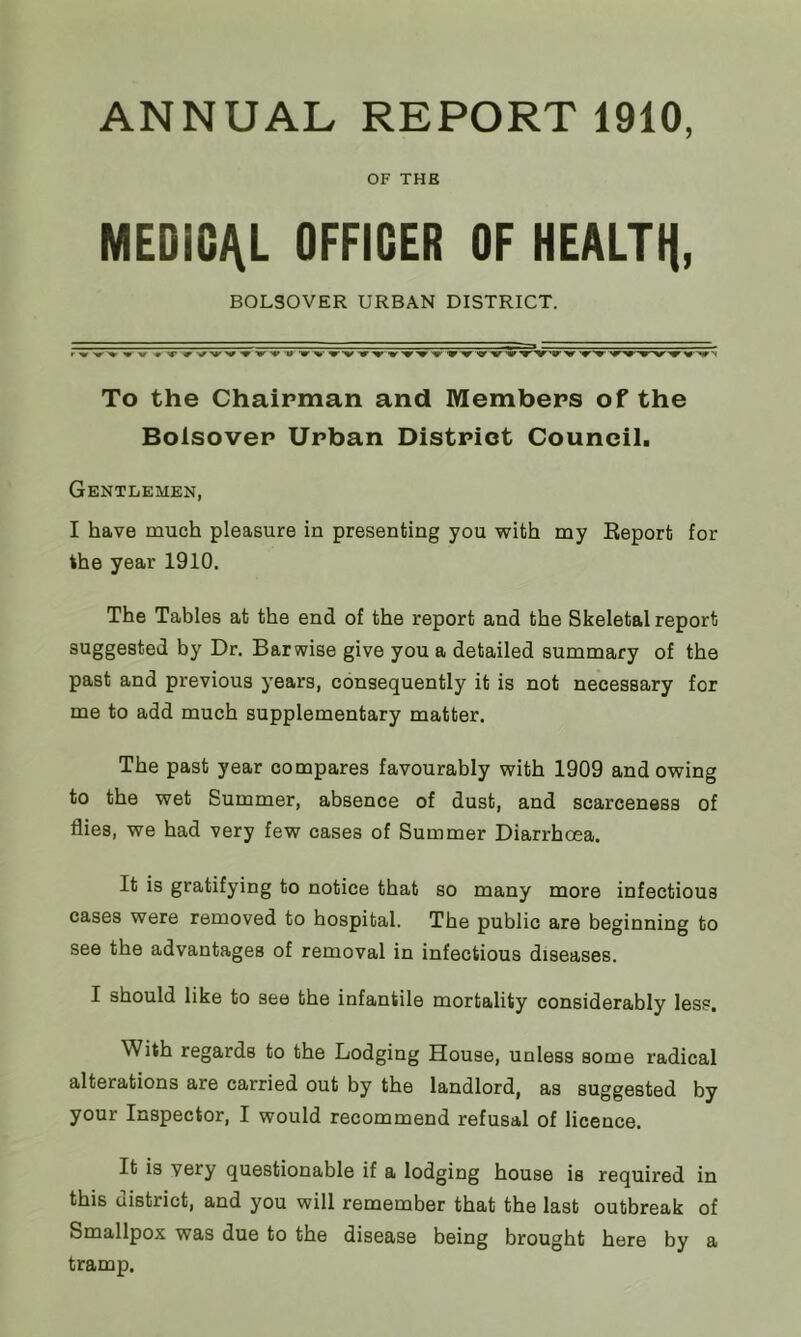 ANNUAL REPORT 1910,
OF THE
MEDICAL OFFICER OF HEALTH,
BOLSOVER URBAN DISTRICT.
To the Chairman and Members of the
Bolsover Urban District Council.
GENTLEMEN,
I have much pleasure in presenting you with my Report for
the year 1910.
The Tables at the end of the report and the Skeletal report
suggested by Dr. Barwise give you a detailed summary of the
past and previous years, consequently it is not necessary for
me to add much supplementary matter.
The past year compares favourably with 1909 and owing
to the wet Summer, absence of dust, and scarceness of
flies, we had very few cases of Summer Diarrhœa.
It is gratifying to notice that so many more infectious
cases were removed to hospital. The public are beginning to
see the advantages of removal in infectious diseases.
I should like to see the infantile mortality considerably less.
With regards to the Lodging House, unless some radical
alterations are carried out by the landlord, as suggested by
your Inspector, I would recommend refusal of licence.
It is very questionable if a lodging house is required in
this district, and you will remember that the last outbreak of
Smallpox was due to the disease being brought here by a
tramp.